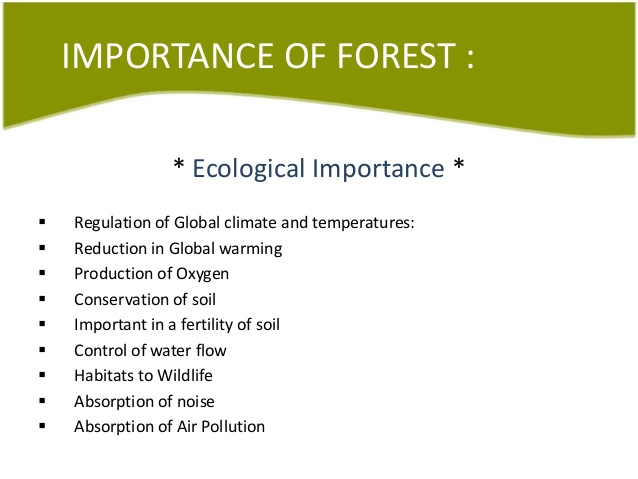 IMPORTANCE OF FOREST :
* Ecological Importance *
▪ Regulation of Global climate and temperatures:
▪ Reduction in Global warming
▪ Production of Oxygen
▪ Conservation of soil
▪ Important in a fertility of soil
▪ Control of water flow
▪ Habitats to Wildlife
▪ Absorption of noise
▪ Absorption of Air Pollution